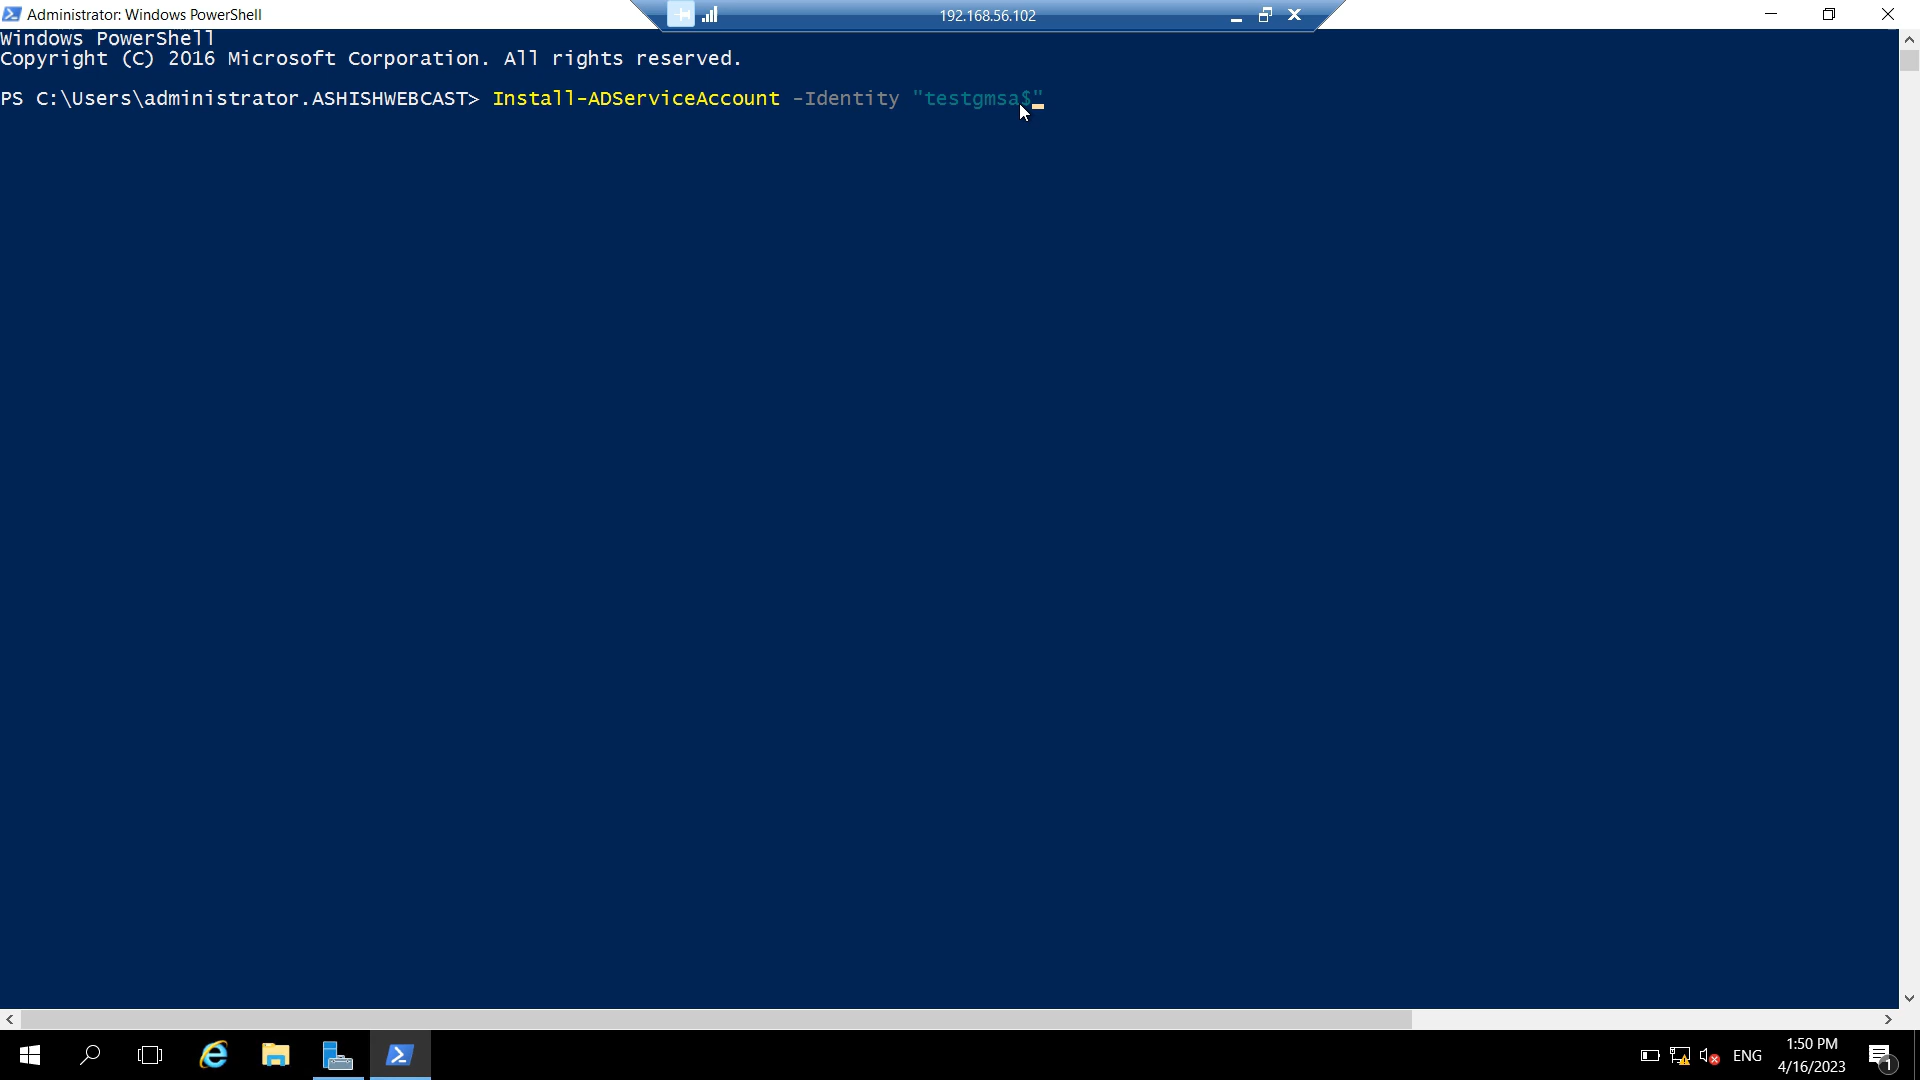 Administrator: Windows PowerShell
192.168.56.102
Windows PowerShell
Copyright (C) 2016 Microsoft Corporation. All rights reserved.
PS C:\Users\administrator.ASHISHWEBCAST> Install-ADServiceAccount -Identity "testgmsa$"
ENG
1:50 PM
4/16/2023
1